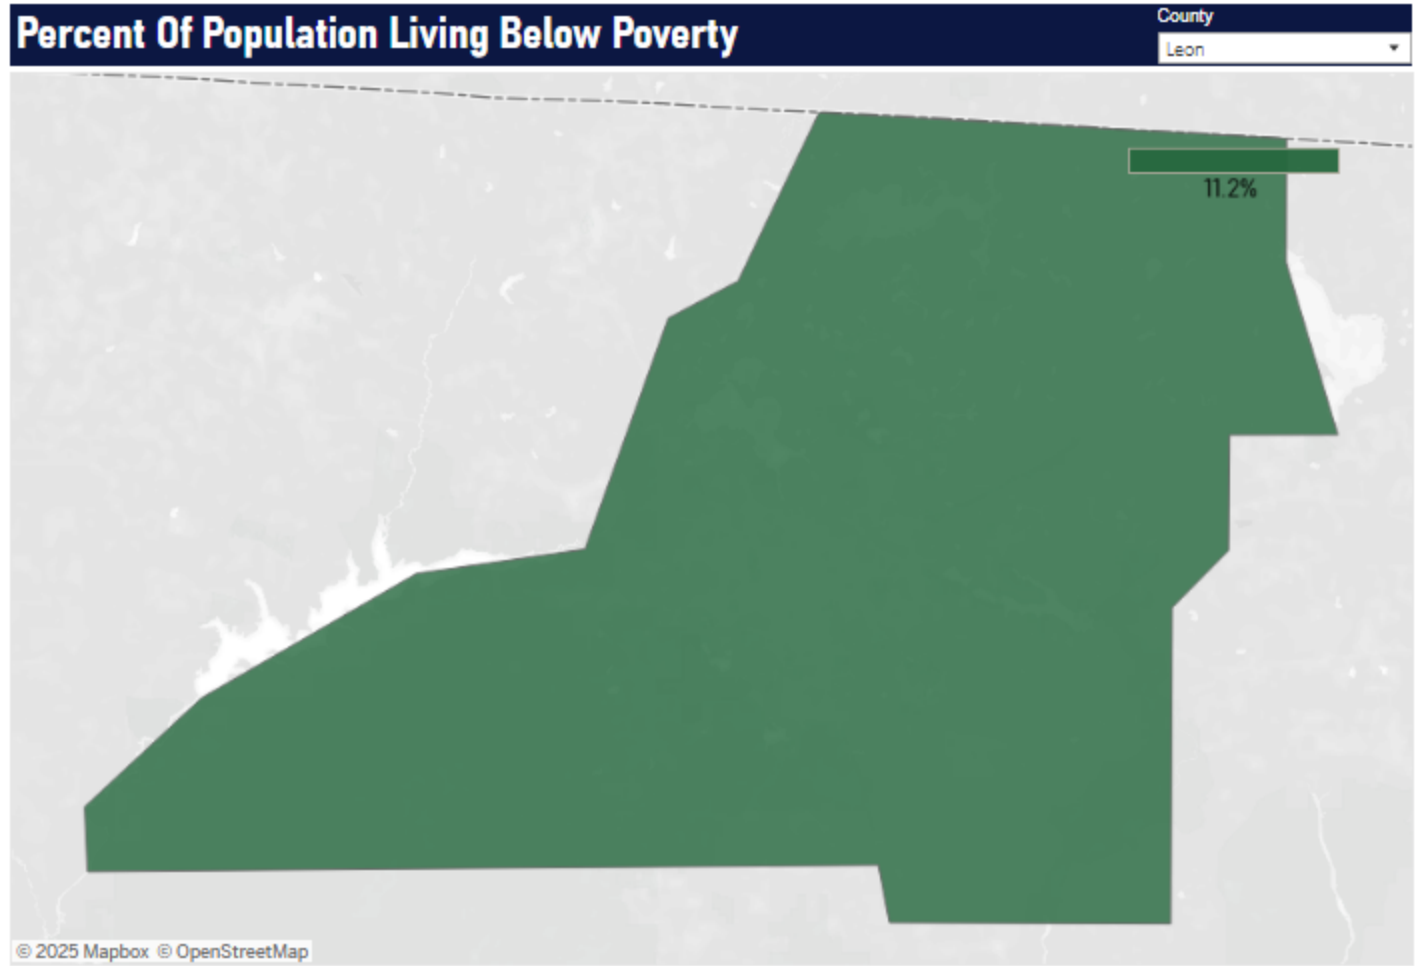 Percent Of Population Living Below Poverty
County
Leon
11.2%
© 2025 Mapbox © OpenStreetMap